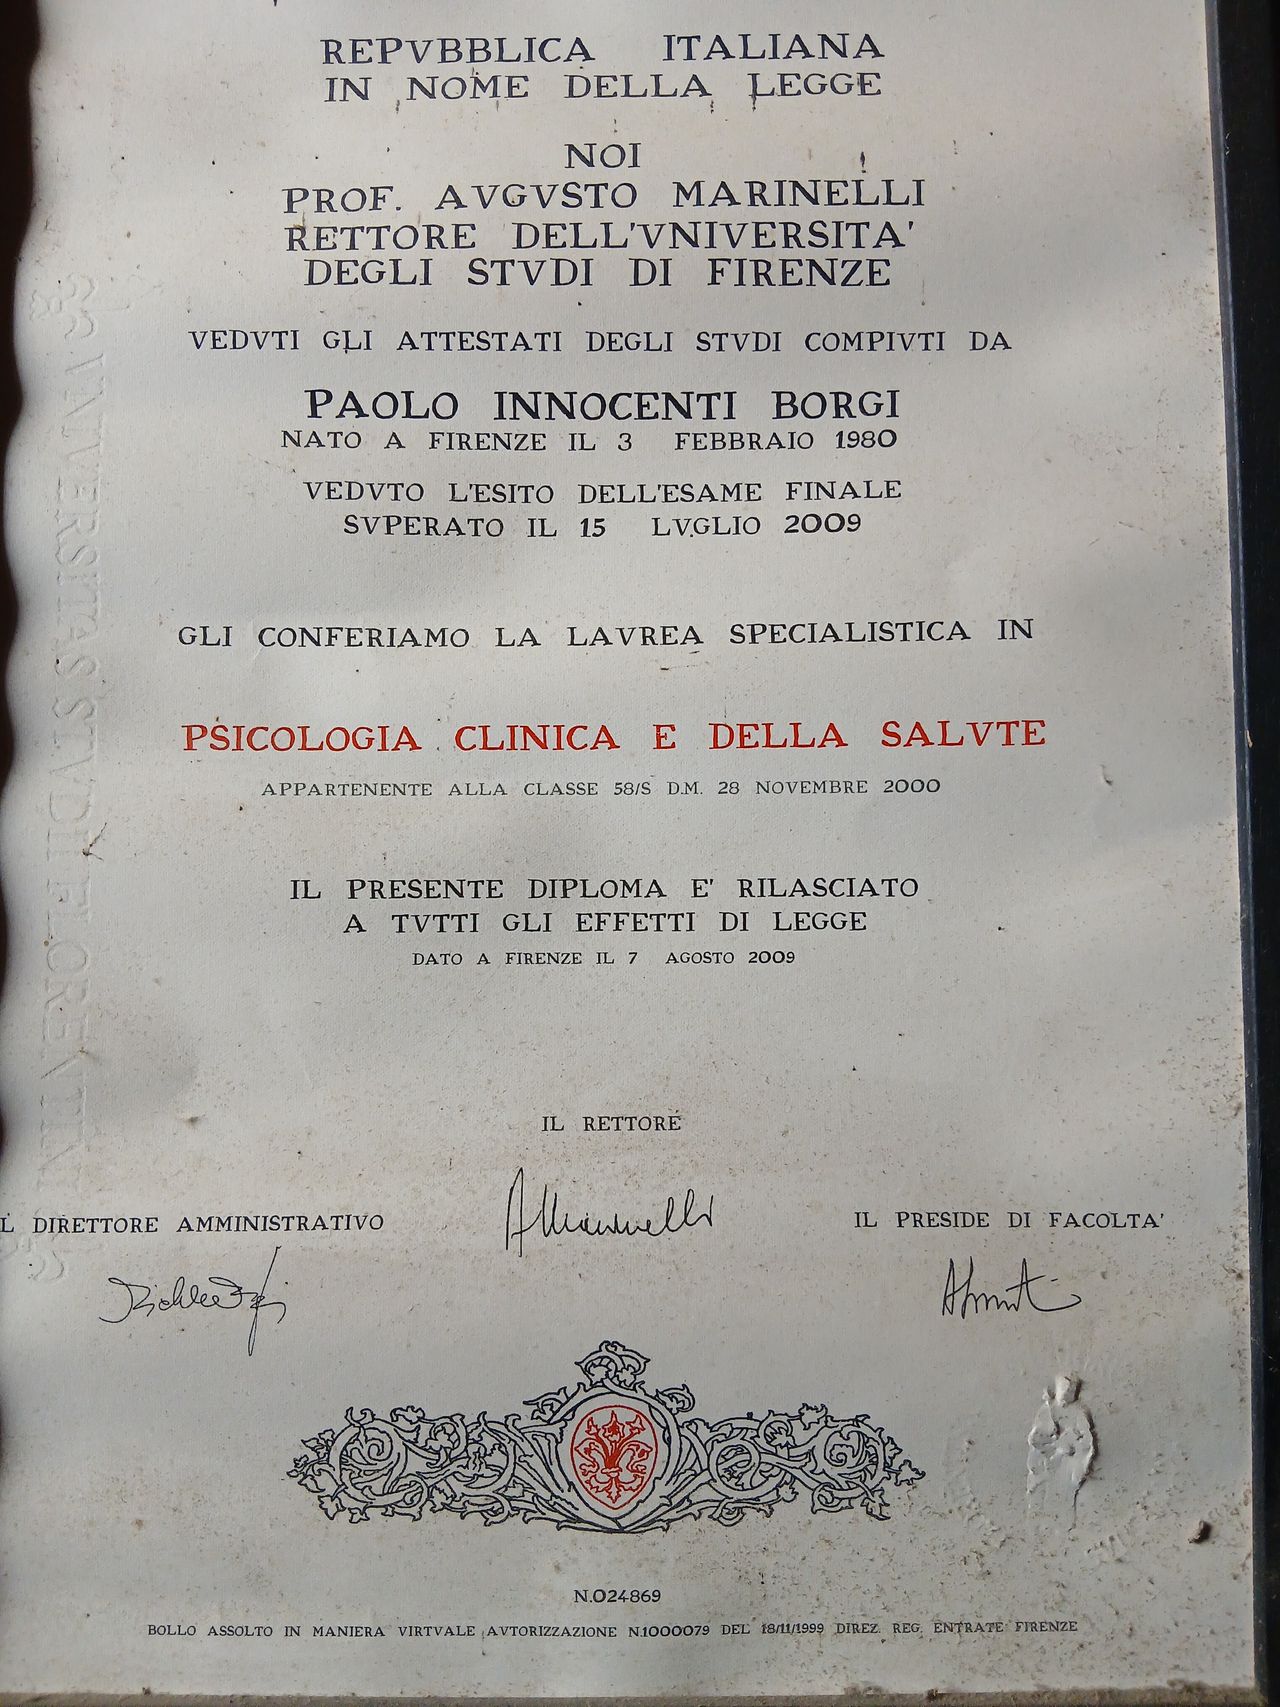 REPVBBLICA ITALIANA
IN NOME DELLA LEGGE
NOI
PROF. AVGVSTO MARINELLI
RETTORE DELL'VNIVERSITA'
DEGLI STVDI DI FIRENZE
VEDVTI GLI ATTESTATI DEGLI STVDI COMPIVTI DA
PAOLO INNOCENTI BORGI
NATO A FIRENZE IL 3 FEBBRAIO 1980
VEDVTO L'ESITO DELL'ESAME FINALE
SVPERATO IL 15 LVGLIO 2009
GLI CONFERIAMO LA LAVREA SPECIALISTICA IN
PSICOLOGIA CLINICA E DELLA SALVTE
APPARTENENTE ALLA CLASSE 58/S D.M. 28 NOVEMBRE 2000
IL PRESENTE DIPLOMA E' RILASCIATO
A TVTTI GLI EFFETTI DI LEGGE
DATO A FIRENZE IL 7 AGOSTO 2009
IL RETTORE
AMarinelli
L DIRETTORE AMMINISTRATIVO
IL PRESIDE DI FACOLTA'
N.024869
BOLLO ASSOLTO IN MANIERA VIRTVALE AVTORIZZAZIONE N.1000079 DEL 18/11/1999 DIREZ. REG. ENTRATE FIRENZE
VNIVERSITAS STVDII FLORENTINI